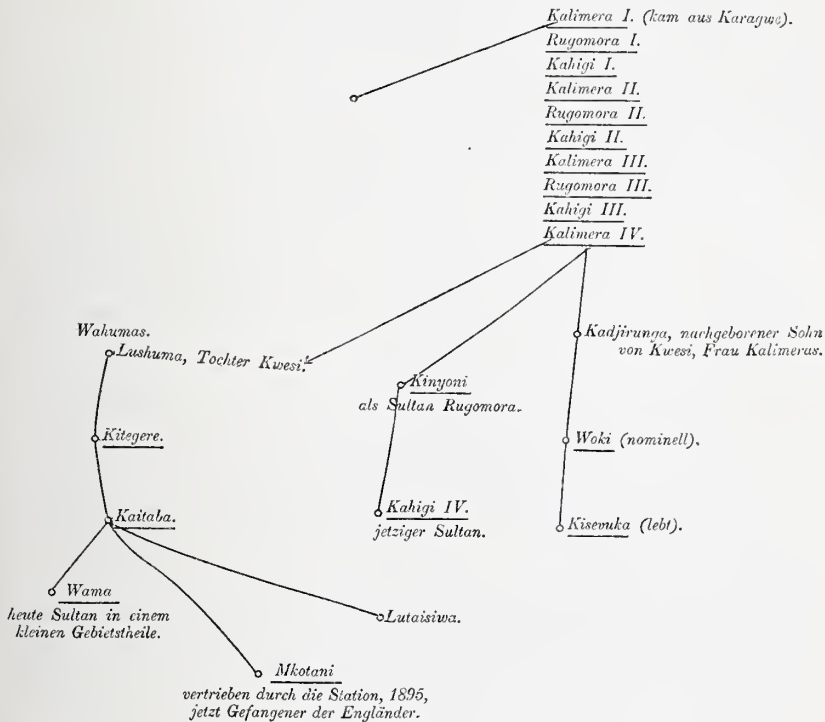 Kalimera I. (kam aus Karagwe).
Rugomora I.
Kahigi I.
Kalimera II.
Rugomora II.
Kahigi II.
Kalimera III.
Rugomora III.
Kahigi III.
Kalimera IV.
Wahumas.
Lushuma, Tochter Kwesi.
Kadjirunga, nachgeborener Sohn
von Kwesi, Frau Kalimeras.
Kinyoni
als Sultan Rugomora.
Kitegere.
Woki (nominell).
Kaitaba.
Kahigi IV.
jetziger Sultan.
Kisevuka (lebt).
Wama
heute Sultan in einem
kleinen Gebietstheile.
Lutaisiwa.
Mkotani
vertrieben durch die Station, 1895,
jetzt Gefangener der Engländer.